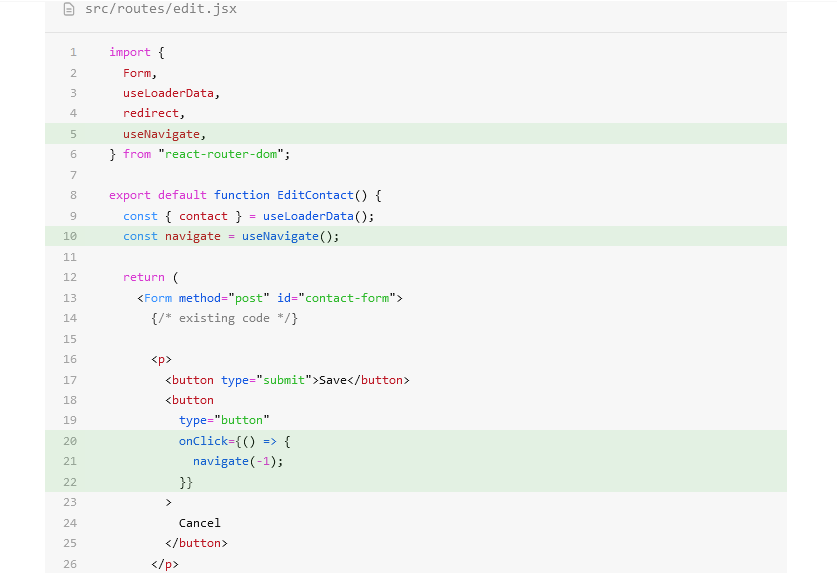 src/routes/edit.jsx
1 import {
2   Form,
3   useLoaderData,
4   redirect,
5   useNavigate,
6 } from "react-router-dom";
7
8 export default function EditContact() {
9   const { contact } = useLoaderData();
10   const navigate = useNavigate();
11
12   return (
13     <Form method="post" id="contact-form">
14       {/* existing code */}
15
16       <p>
17         <button type="submit">Save</button>
18         <button
19           type="button"
20           onClick={() => {
21             navigate(-1);
22           }}
23         >
24           Cancel
25         </button>
26       </p>